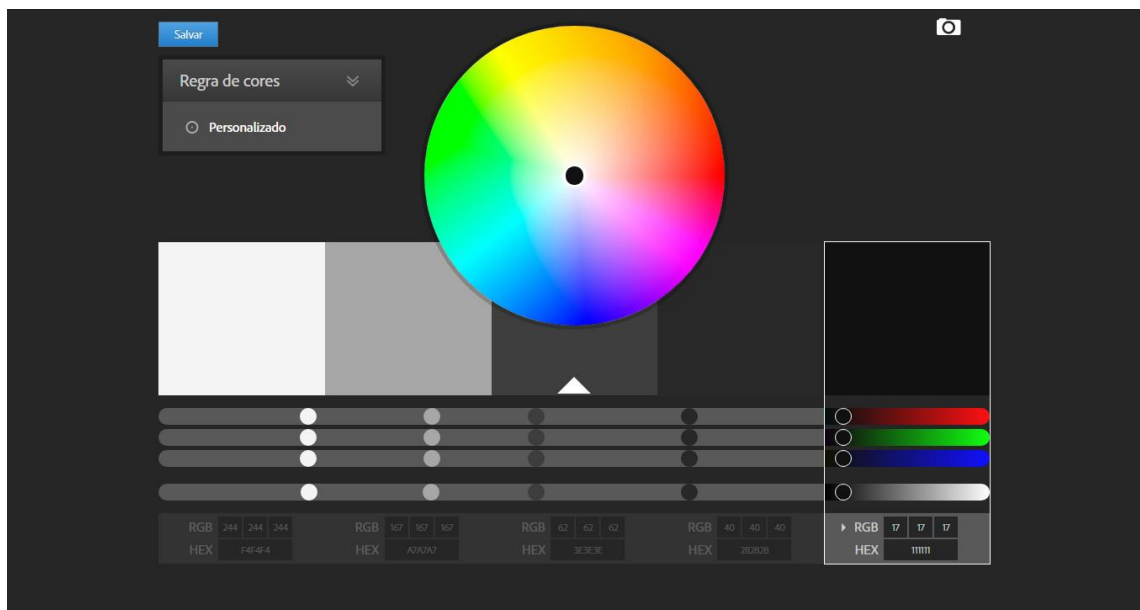 Salvar
Regra de cores
Personalizado
RGB 244 244 244
HEX F4F4F4
RGB 167 167 167
HEX A7A7A7
RGB 62 62 62
HEX 3E3E3E
RGB 40 40 40
HEX 282828
RGB 17 17 17
HEX 111111